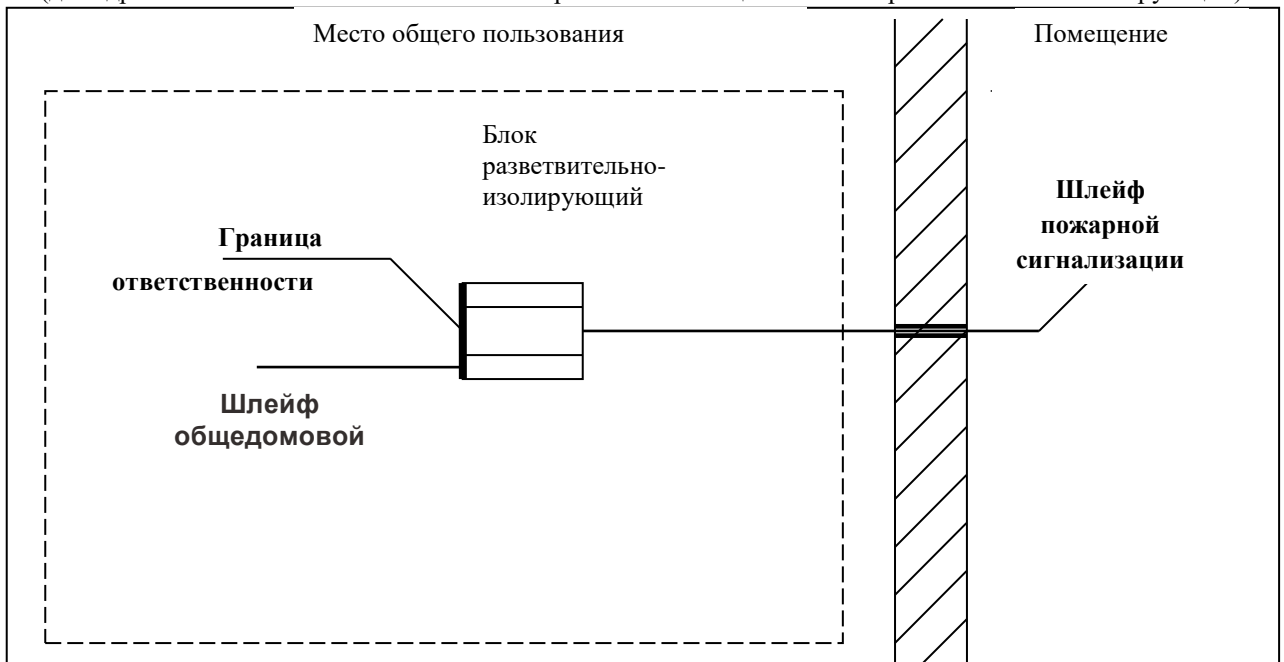 Место общего пользования
Помещение
Блок
разветвительно-
изолирующий
Граница
ответственности
Шлейф
пожарной
сигнализации
Шлейф
общедомовой